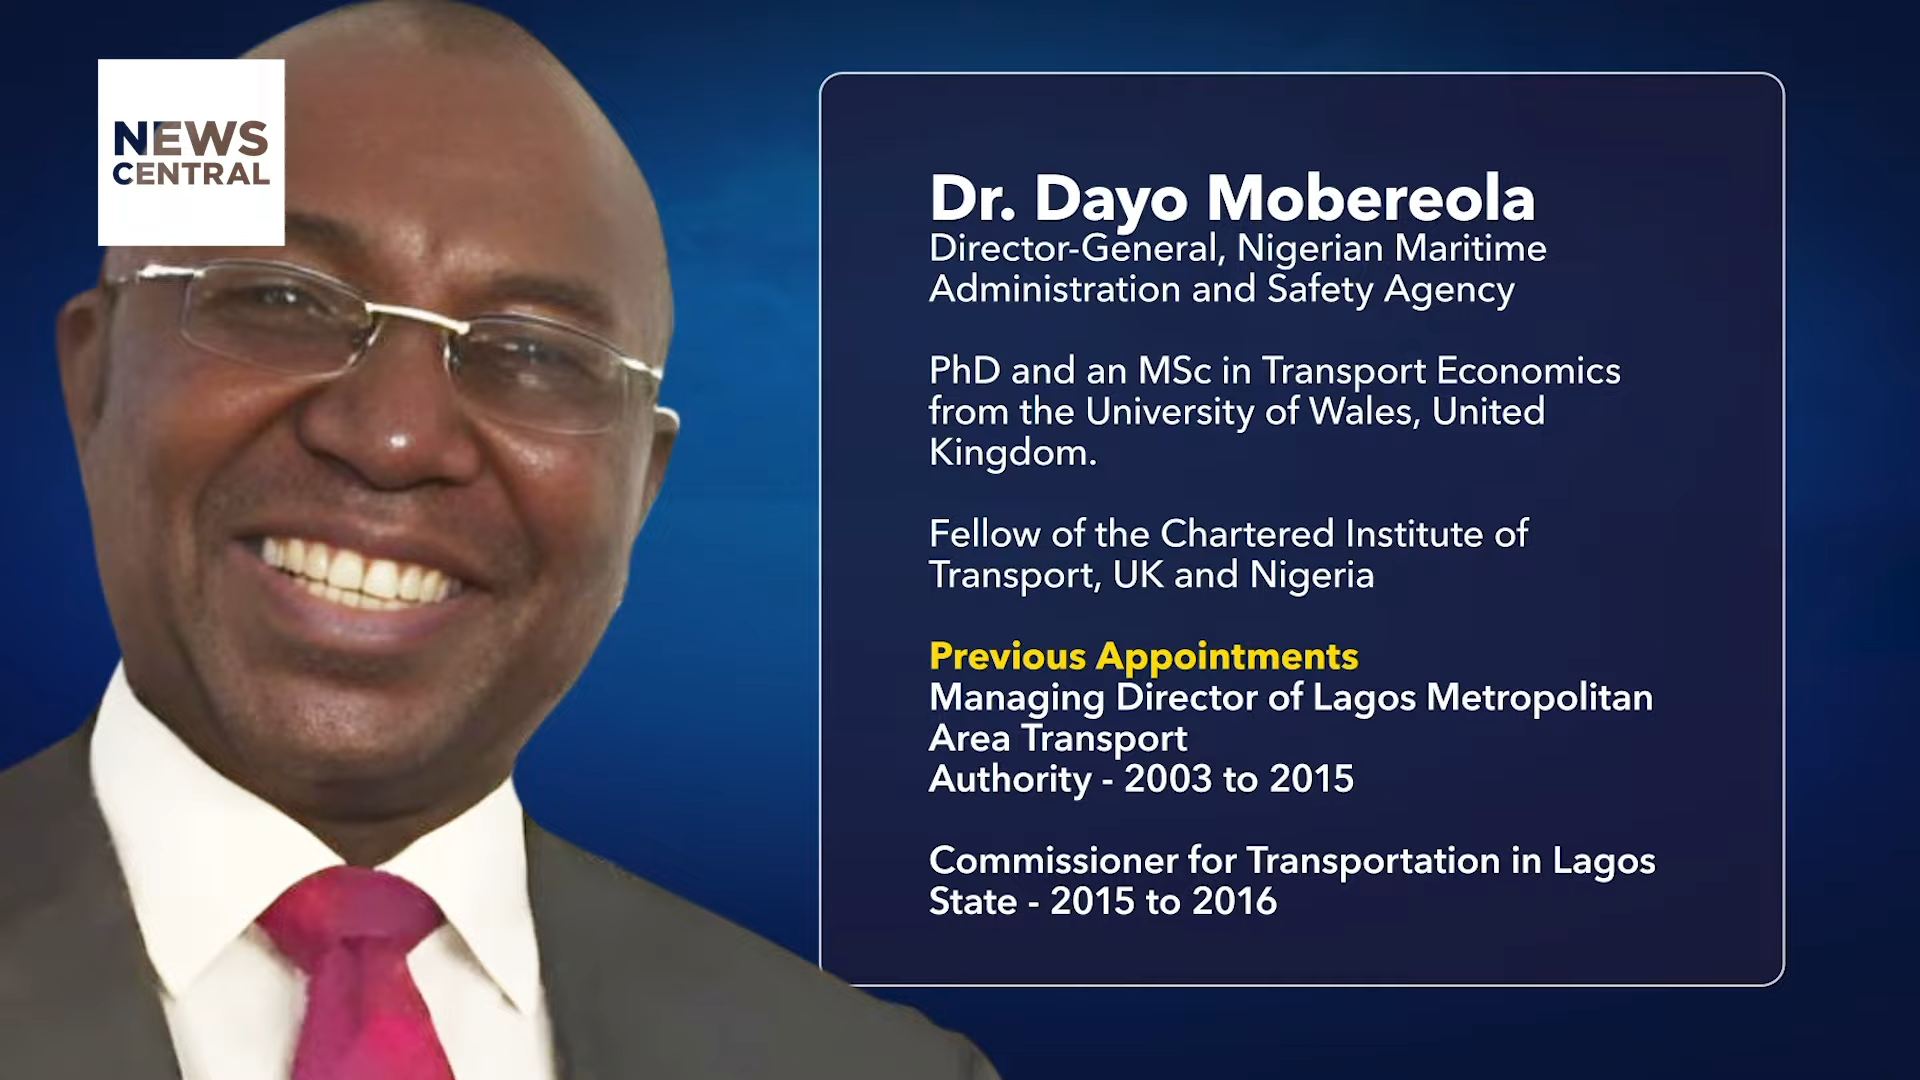 NEWS
CENTRAL
Dr. Dayo Mobereola
Director-General, Nigerian Maritime
Administration and Safety Agency
PhD and an MSc in Transport Economics
from the University of Wales, United
Kingdom.
Fellow of the Chartered Institute of
Transport, UK and Nigeria
Previous Appointments
Managing Director of Lagos Metropolitan
Area Transport
Authority - 2003 to 2015
Commissioner for Transportation in Lagos
State - 2015 to 2016